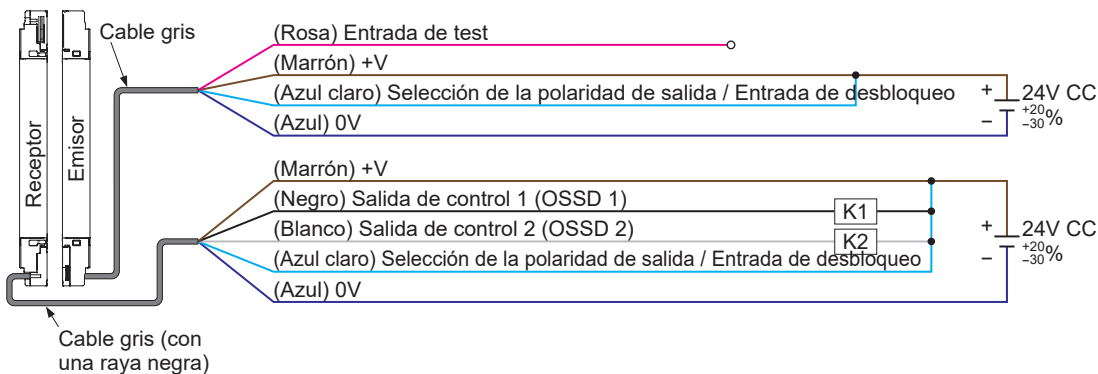 Cable gris
Receptor
Emisor
(Rosa) Entrada de test
(Marrón) +V
(Azul claro) Selección de la polaridad de salida / Entrada de desbloqueo
(Azul) 0V
+
−
24V CC
+20
−30 %
(Marrón) +V
(Negro) Salida de control 1 (OSSD 1)
K1
(Blanco) Salida de control 2 (OSSD 2)
K2
(Azul claro) Selección de la polaridad de salida / Entrada de desbloqueo
(Azul) 0V
+
−
24V CC
+20
−30 %
Cable gris (con
una raya negra)